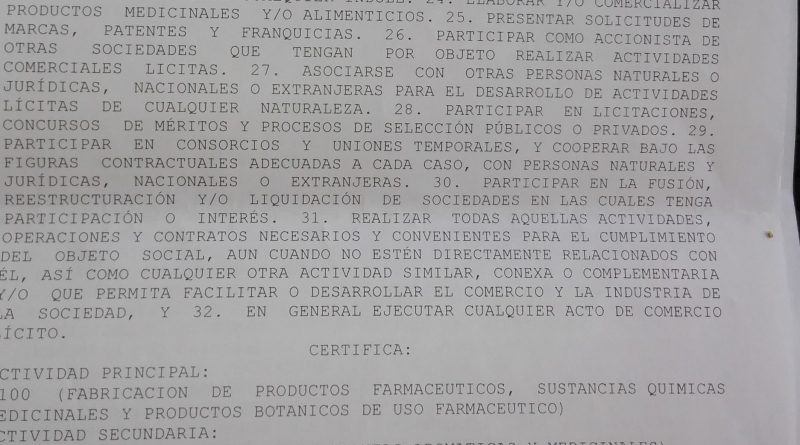 24. ELABORAR Y/O COMERCIALIZAR
PRODUCTOS MEDICINALES Y/O ALIMENTICIOS. 25. PRESENTAR SOLICITUDES DE
MARCAS, PATENTES Y FRANQUICIAS. 26. PARTICIPAR COMO ACCIONISTA DE
OTRAS SOCIEDADES QUE TENGAN POR OBJETO REALIZAR ACTIVIDADES
COMERCIALES LICITAS. 27. ASOCIARSE CON OTRAS PERSONAS NATURALES O
JURÍDICAS, NACIONALES O EXTRANJERAS PARA EL DESARROLLO DE ACTIVIDADES
LÍCITAS DE CUALQUIER NATURALEZA. 28. PARTICIPAR EN LICITACIONES,
CONCURSOS DE MÉRITOS Y PROCESOS DE SELECCIÓN PÚBLICOS O PRIVADOS. 29.
PARTICIPAR EN CONSORCIOS Y UNIONES TEMPORALES, Y COOPERAR BAJO LAS
FIGURAS CONTRACTUALES ADECUADAS A CADA CASO, CON PERSONAS NATURALES Y
JURÍDICAS, NACIONALES O EXTRANJERAS. 30. PARTICIPAR EN LA FUSIÓN,
REESTRUCTURACIÓN Y/O LIQUIDACIÓN DE SOCIEDADES EN LAS CUALES TENGA
PARTICIPACIÓN O INTERÉS. 31. REALIZAR TODAS AQUELLAS ACTIVIDADES,
OPERACIONES Y CONTRATOS NECESARIOS Y CONVENIENTES PARA EL CUMPLIMIENTO
DEL OBJETO SOCIAL, AUN CUANDO NO ESTÉN DIRECTAMENTE RELACIONADOS CON
ÉL, ASÍ COMO CUALQUIER OTRA ACTIVIDAD SIMILAR, CONEXA O COMPLEMENTARIA
Y/O QUE PERMITA FACILITAR O DESARROLLAR EL COMERCIO Y LA INDUSTRIA DE
LA SOCIEDAD, Y 32. EN GENERAL EJECUTAR CUALQUIER ACTO DE COMERCIO
LÍCITO.
CERTIFICA:
CTIVIDAD PRINCIPAL:
100 (FABRICACION DE PRODUCTOS FARMACEUTICOS, SUSTANCIAS QUIMICAS
EDICINALES Y PRODUCTOS BOTANICOS DE USO FARMACEUTICO)
CTIVIDAD SECUNDARIA: